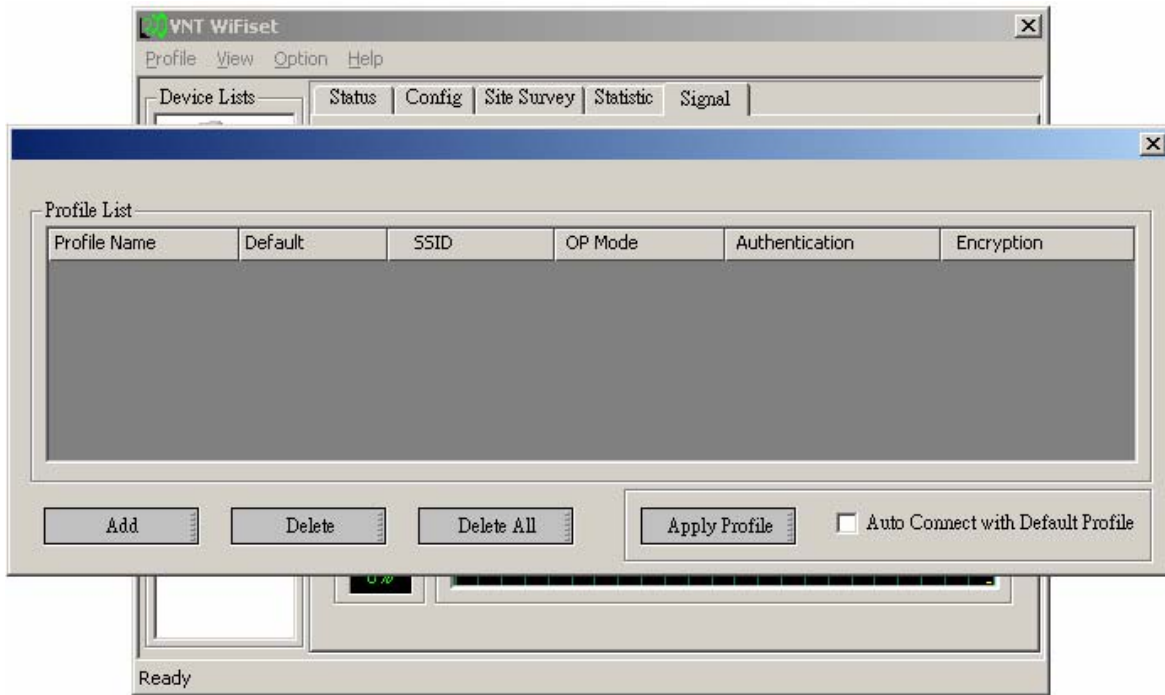 VNT WiFiset
Profile View Option Help
Device Lists
Status Config Site Survey Statistic Signal
Profile List
Profile Name Default SSID OP Mode Authentication Encryption
Add Delete Delete All Apply Profile Auto Connect with Default Profile
0%
Ready